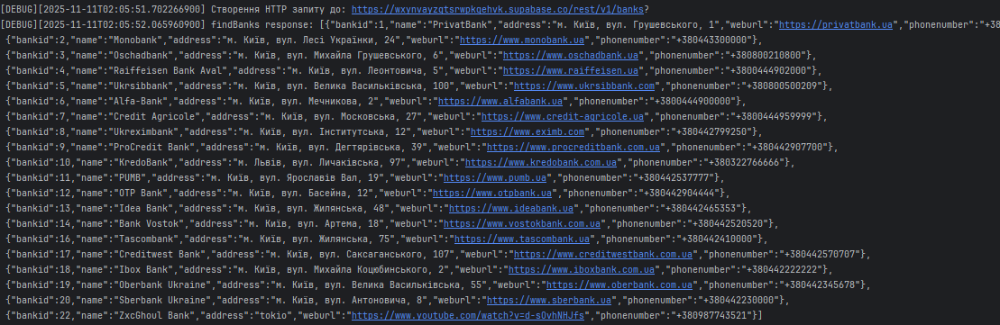 [DEBUG][2025-11-11T02:05:51.702266900] Створення HTTP запиту до: https://wxynvayzqtsrwpkqehvk.supabase.co/rest/v1/banks?
[DEBUG][2025-11-11T02:05:52.065960900] findBanks response: [{"bankid":1,"name":"PrivatBank","address":"м. Київ, вул. Грушевського, 1","weburl":"https://privatbank.ua","phonenumber":"+38
{"bankid":2,"name":"Monobank","address":"м. Київ, вул. Лесі Українки, 24","weburl":"https://www.monobank.ua","phonenumber":"+380443300000"},
{"bankid":3,"name":"Oschadbank","address":"м. Київ, вул. Михайла Грушевського, 6","weburl":"https://www.oschadbank.ua","phonenumber":"+380800210800"},
{"bankid":4,"name":"Raiffeisen Bank Aval","address":"м. Київ, вул. Леонтовича, 5","weburl":"https://www.raiffeisen.ua","phonenumber":"+3800444902000"},
{"bankid":5,"name":"Ukrsibbank","address":"м. Київ, вул. Велика Васильківська, 100","weburl":"https://www.ukrsibbank.com","phonenumber":"+380800500209"},
{"bankid":6,"name":"Alfa-Bank","address":"м. Київ, вул. Мечникова, 2","weburl":"https://www.alfabank.ua","phonenumber":"+3800444900000"},
{"bankid":7,"name":"Credit Agricole","address":"м. Київ, вул. Московська, 27","weburl":"https://www.credit-agricole.ua","phonenumber":"+3800444959999"},
{"bankid":8,"name":"Ukreximbank","address":"м. Київ, вул. Інститутська, 12","weburl":"https://www.eximb.com","phonenumber":"+380442799250"},
{"bankid":9,"name":"ProCredit Bank","address":"м. Київ, вул. Дегтярівська, 39","weburl":"https://www.procreditbank.com.ua","phonenumber":"+380442907700"},
{"bankid":10,"name":"KredoBank","address":"м. Львів, вул. Личаківська, 97","weburl":"https://www.kredobank.com.ua","phonenumber":"+380322766666"},
{"bankid":11,"name":"PUMB","address":"м. Київ, вул. Ярославів Вал, 19","weburl":"https://www.pumb.ua","phonenumber":"+380442537777"},
{"bankid":12,"name":"OTP Bank","address":"м. Київ, вул. Басейна, 12","weburl":"https://www.otpbank.ua","phonenumber":"+380442904444"},
{"bankid":13,"name":"Idea Bank","address":"м. Київ, вул. Жилянська, 48","weburl":"https://www.ideabank.ua","phonenumber":"+380442465353"},
{"bankid":14,"name":"Bank Vostok","address":"м. Київ, вул. Артема, 18","weburl":"https://www.vostokbank.com.ua","phonenumber":"+380442520520"},
{"bankid":16,"name":"Tascombank","address":"м. Київ, вул. Жилянська, 75","weburl":"https://www.tascombank.ua","phonenumber":"+380442410000"},
{"bankid":17,"name":"Creditwest Bank","address":"м. Київ, вул. Саксаганського, 107","weburl":"https://www.creditwestbank.com.ua","phonenumber":"+380442570707"},
{"bankid":18,"name":"Ibox Bank","address":"м. Київ, вул. Михайла Коцюбинського, 2","weburl":"https://www.iboxbank.com.ua","phonenumber":"+380442222222"},
{"bankid":19,"name":"Oberbank Ukraine","address":"м. Київ, вул. Велика Васильківська, 55","weburl":"https://www.oberbank.com.ua","phonenumber":"+380442345678"},
{"bankid":20,"name":"Sberbank Ukraine","address":"м. Київ, вул. Антоновича, 8","weburl":"https://www.sberbank.ua","phonenumber":"+380442230000"},
{"bankid":22,"name":"ZxcGhoul Bank","address":"tokio","weburl":"https://www.youtube.com/watch?v=d-sOvhNHJfs","phonenumber":"+380987743521"}]